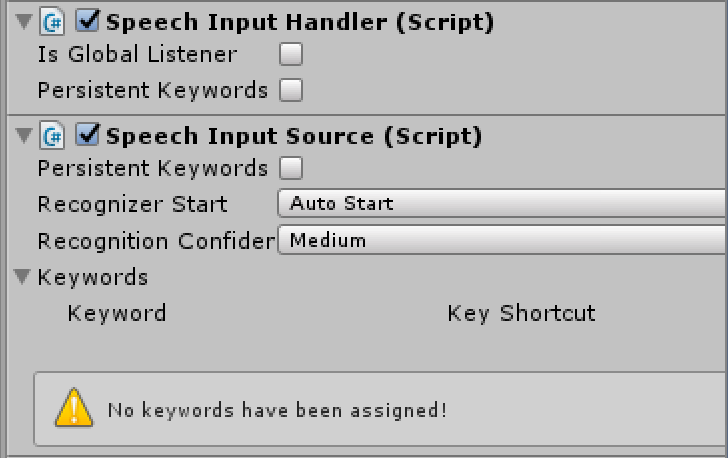 Speech Input Handler (Script)
Is Global Listener
Persistent Keywords
Speech Input Source (Script)
Persistent Keywords
Recognizer Start Auto Start
Recognition Confider Medium
Keywords
Keyword Key Shortcut
No keywords have been assigned!